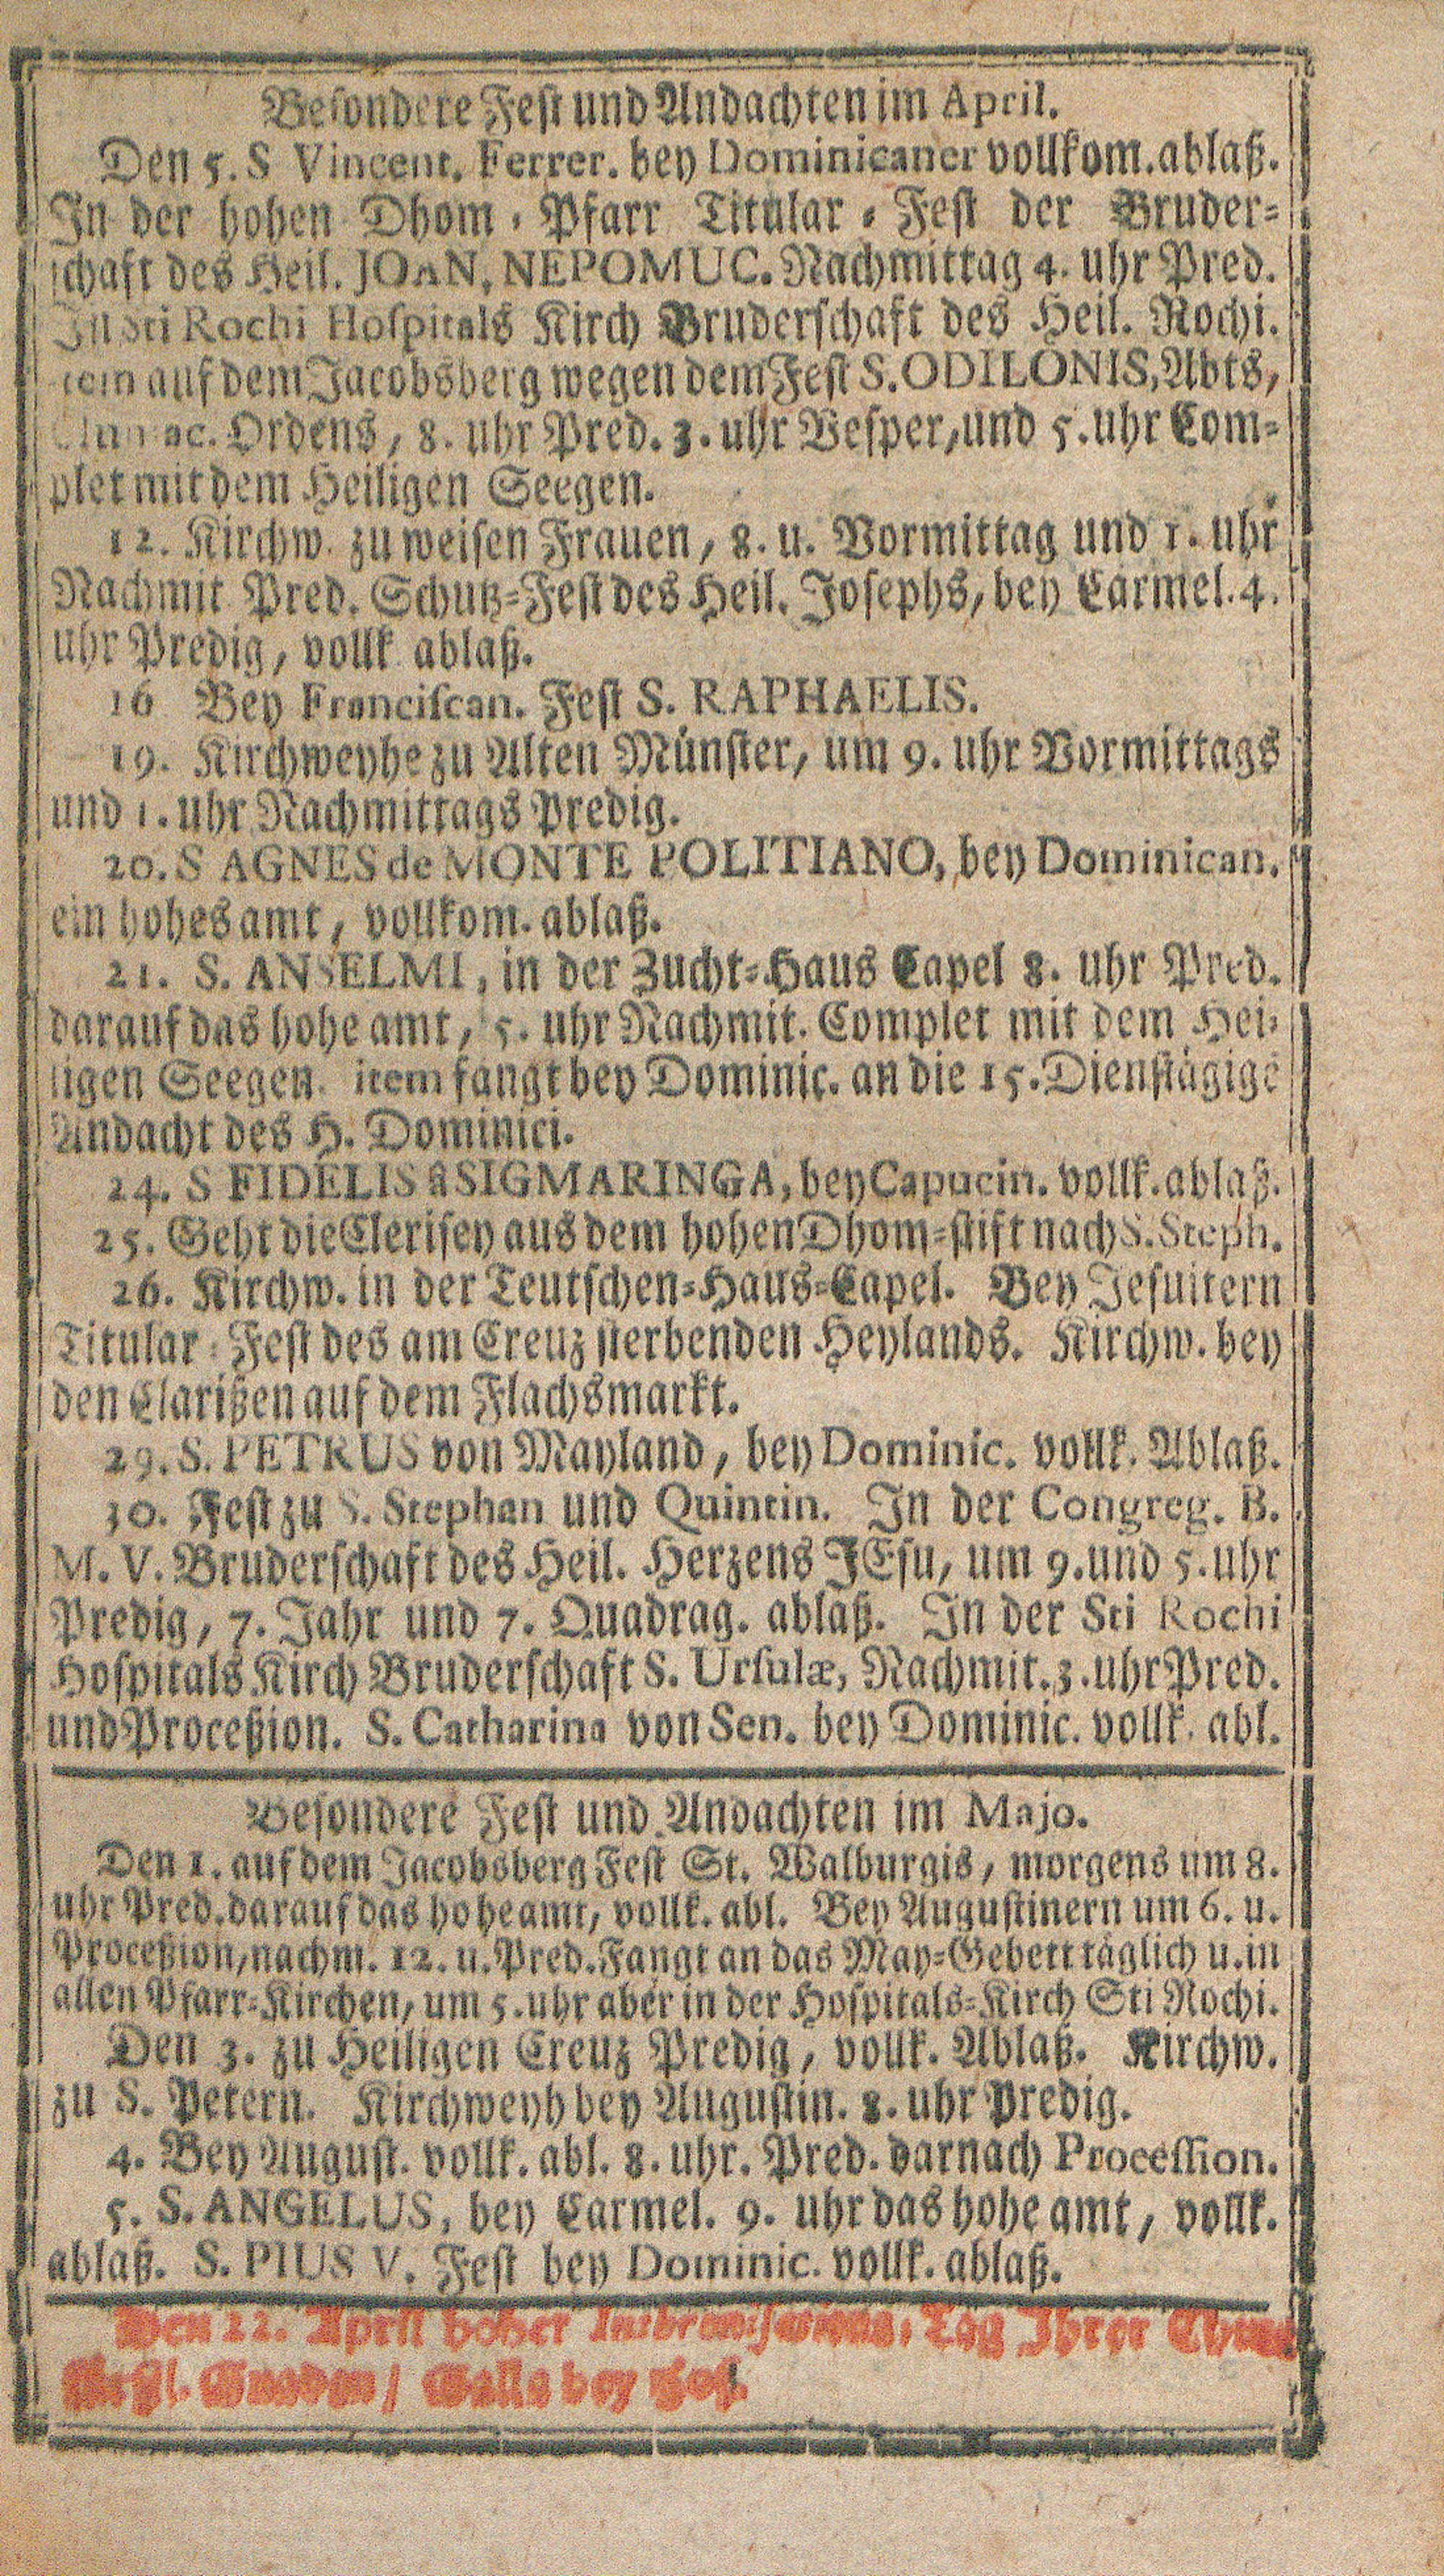 Besondere Fest und Andachten im April.
Den 5. S Vincent. Ferrer. bey Dominicaner vollkom. ablaß.
In der hohen Dhom, Pfarr Titular-Fest der Bruder-
schaft des Heil. JOAN. NEPOMUC. Nachmittag 4. uhr Pred.
In Sti Rochi Hospitals Kirch Bruderschaft des Heil. Rochi.
item auf dem Jacobsberg wegen dem Fest S. ODILONIS, Abts,
Ordens, 8. uhr Pred. 3. uhr Vesper, und 5. uhr Com-
plet mit dem Heiligen Seegen.
12. Kirchw. zu weisen Frauen, 8. u. Vormittag und 1. uhr
Nachmit Pred. Schutz-Fest des Heil. Josephs, bey Carmel. 4.
uhr Predig, vollk ablaß.
16 Bey Franciscan. Fest S. RAPHAELIS.
19. Kirchweyhe zu Alten Münster, um 9. uhr Vormittags
und 1. uhr Nachmittags Predig.
20. S AGNES de MONTE POLITIANO, bey Dominican.
ein hohes amt, vollkom. ablaß.
21. S. ANSELMI, in der Zucht-Haus Capel 8. uhr Pred.
darauf das hohe amt, 5. uhr Nachmit. Complet mit dem Hei-
ligen Seegen. item fangt bey Dominic. an die 15. Dienstägige
Andacht des H. Dominici.
24. S FIDELIS â SIGMARINGA, bey Capucin. vollk. ablaß.
25. Geht die Clerisey aus dem hohen Dhom-stift nach S. Steph.
26. Kirchw. in der Teutschen-Haus-Capel. Bey Jesuitern
Titular-Fest des am Creuz sterbenden Heylands. Kirchw. bey
den Clarißen auf dem Flachsmarkt.
29. S. PETRUS von Mayland, bey Dominic. vollk. Ablaß.
30. Fest zu S. Stephan und Quintin. In der Congreg. B.
M. V. Bruderschaft des Heil. Herzens JEsu, um 9. und 5. uhr
Predig, 7. Jahr und 7. Quadrag. ablaß. In der Sti Rochi
Hospitals Kirch Bruderschaft S. Ursulæ, Nachmit. 3. uhr Pred.
und Proceßion. S. Catharina von Sen. bey Dominic. vollk. abl.
Besondere Fest und Andachten im Majo.
Den 1. auf dem Jacobsberg Fest St. Walburgis, morgens um 8.
uhr Pred. darauf das hohe amt, vollk. abl. Bey Augustinern um 6. u.
Proceßion, nachm. 12. u. Pred. Fangt an das May-Gebett täglich u. in
allen Pfarr-Kirchen, um 5. uhr aber in der Hospitals-Kirch Sti Rochi.
Den 3. zu Heiligen Creuz Predig, vollk. Ablaß. Kirchw.
zu S. Petern. Kirchweyh bey Augustin. 8. uhr Predig.
4. Bey August. vollk. abl. 8. uhr. Pred. darnach Procession.
5. S. ANGELUS, bey Carmel. 9. uhr das hohe amt, vollk.
ablaß. S. PIUS V. Fest bey Dominic. vollk. ablaß.
Den 22. April hoher Inthronisations-Tag Ihrer Chur-
fürstl. Gnaden / Galla bey Hof.